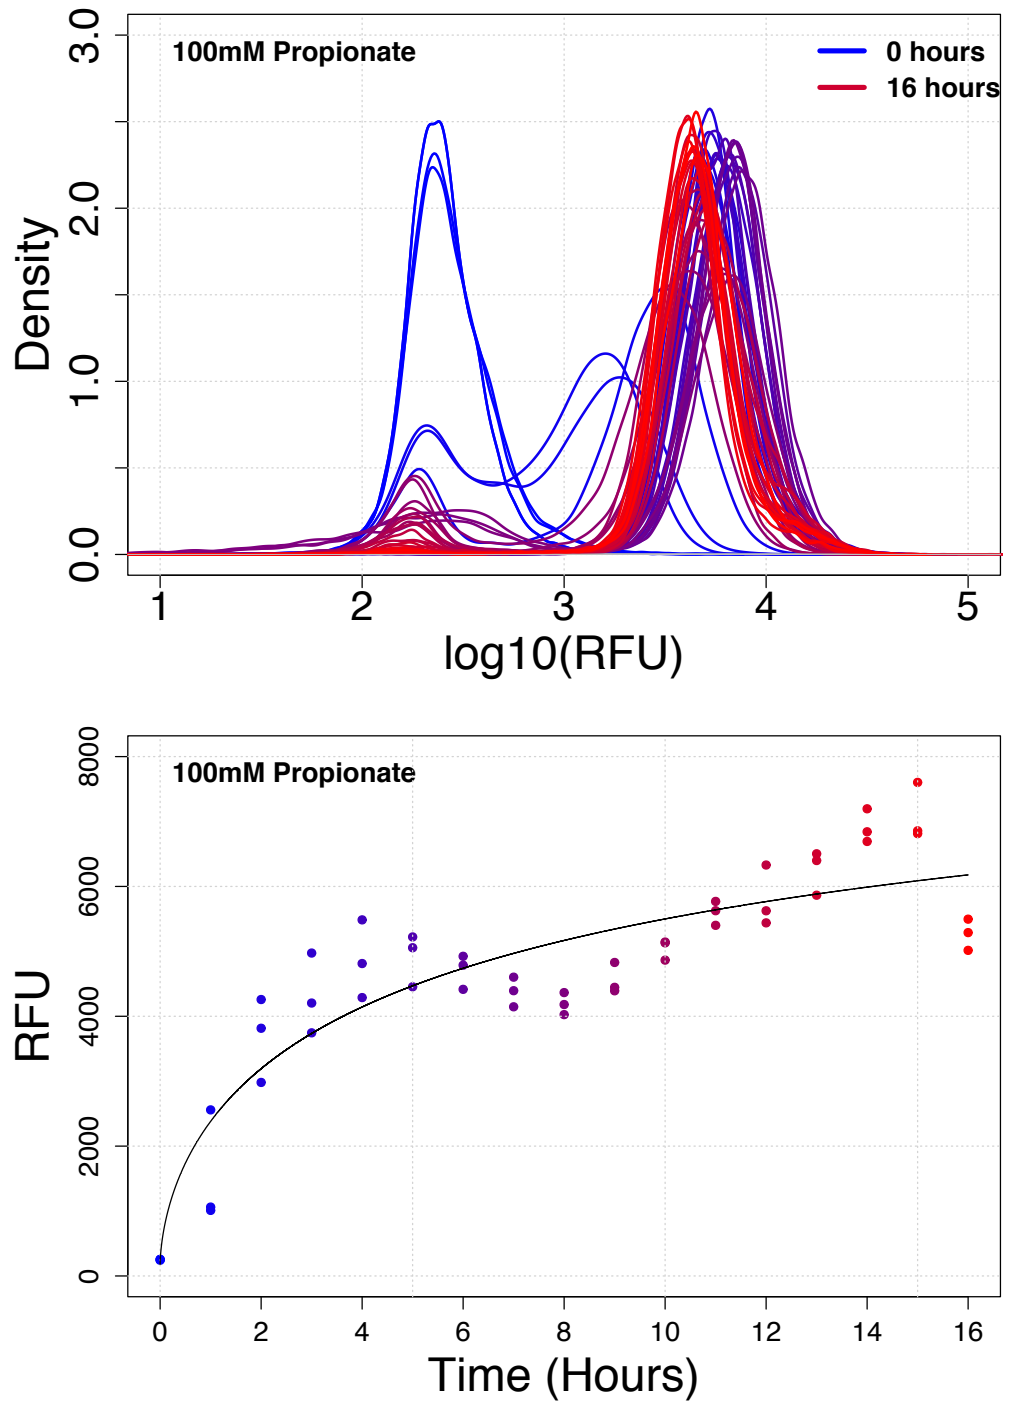 100mM Propionate
0 hours
16 hours
3.0
2.0
1.0
0.0
Density
1 2 3 4 5
log10(RFU)
100mM Propionate
8000
6000
4000
2000
0
RFU
0 2 4 6 8 10 12 14 16
Time (Hours)